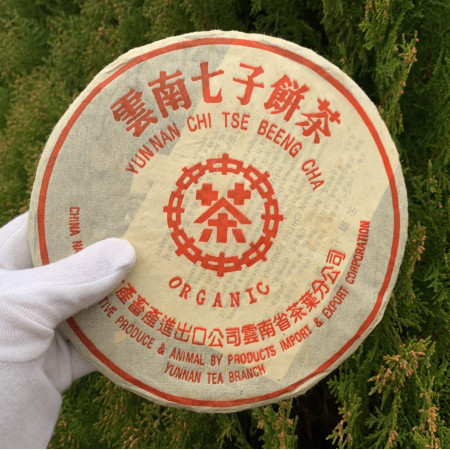 雲南七子餅茶
YUNNAN CHI TSE BEENG CHA
茶
ORGANIC
產畜產進出口公司雲南省茶葉分公司
CHINA NA TIVE PRODUCE & ANIMAL BY PRODUCTS IMPORT & EXPORT CORPORATION
YUNNAN TEA BRANCH